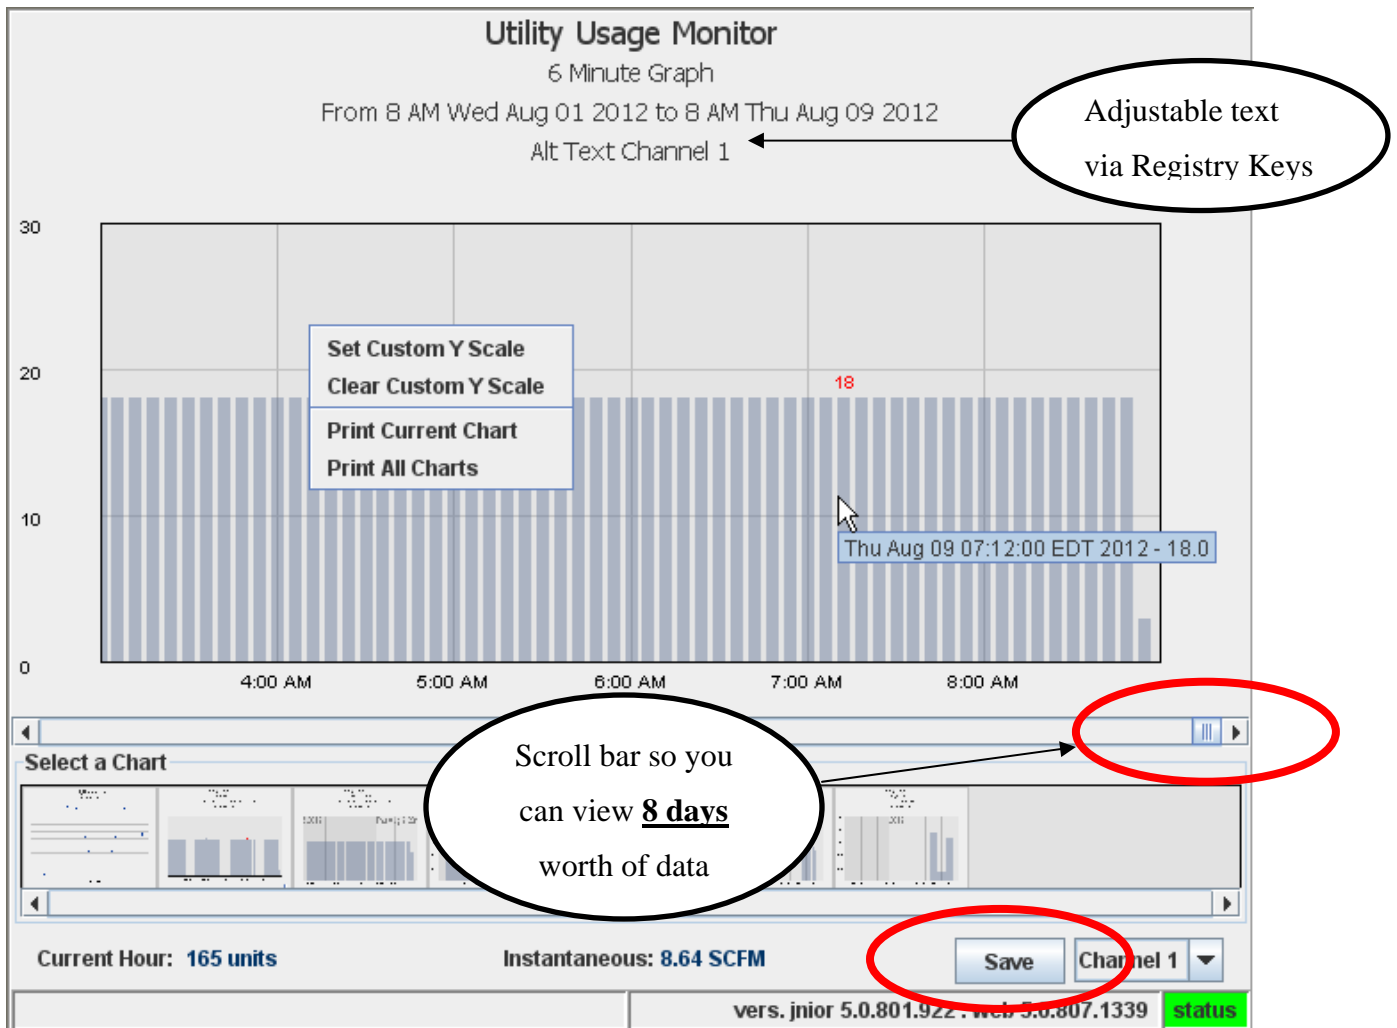 Utility Usage Monitor
6 Minute Graph
From 8 AM Wed Aug 01 2012 to 8 AM Thu Aug 09 2012
Alt Text Channel 1
Adjustable text
via Registry Keys
30
20
10
0
Set Custom Y Scale
Clear Custom Y Scale
Print Current Chart
Print All Charts
18
Thu Aug 09 07:12:00 EDT 2012 - 18.0
4:00 AM
5:00 AM
6:00 AM
7:00 AM
8:00 AM
Scroll bar so you
can view 8 days
worth of data
Select a Chart
Current Hour: 165 units
Instantaneous: 8.64 SCFM
Save
Channel 1
vers. jnior 5.0.801.922 . web 5.0.807.1339
status